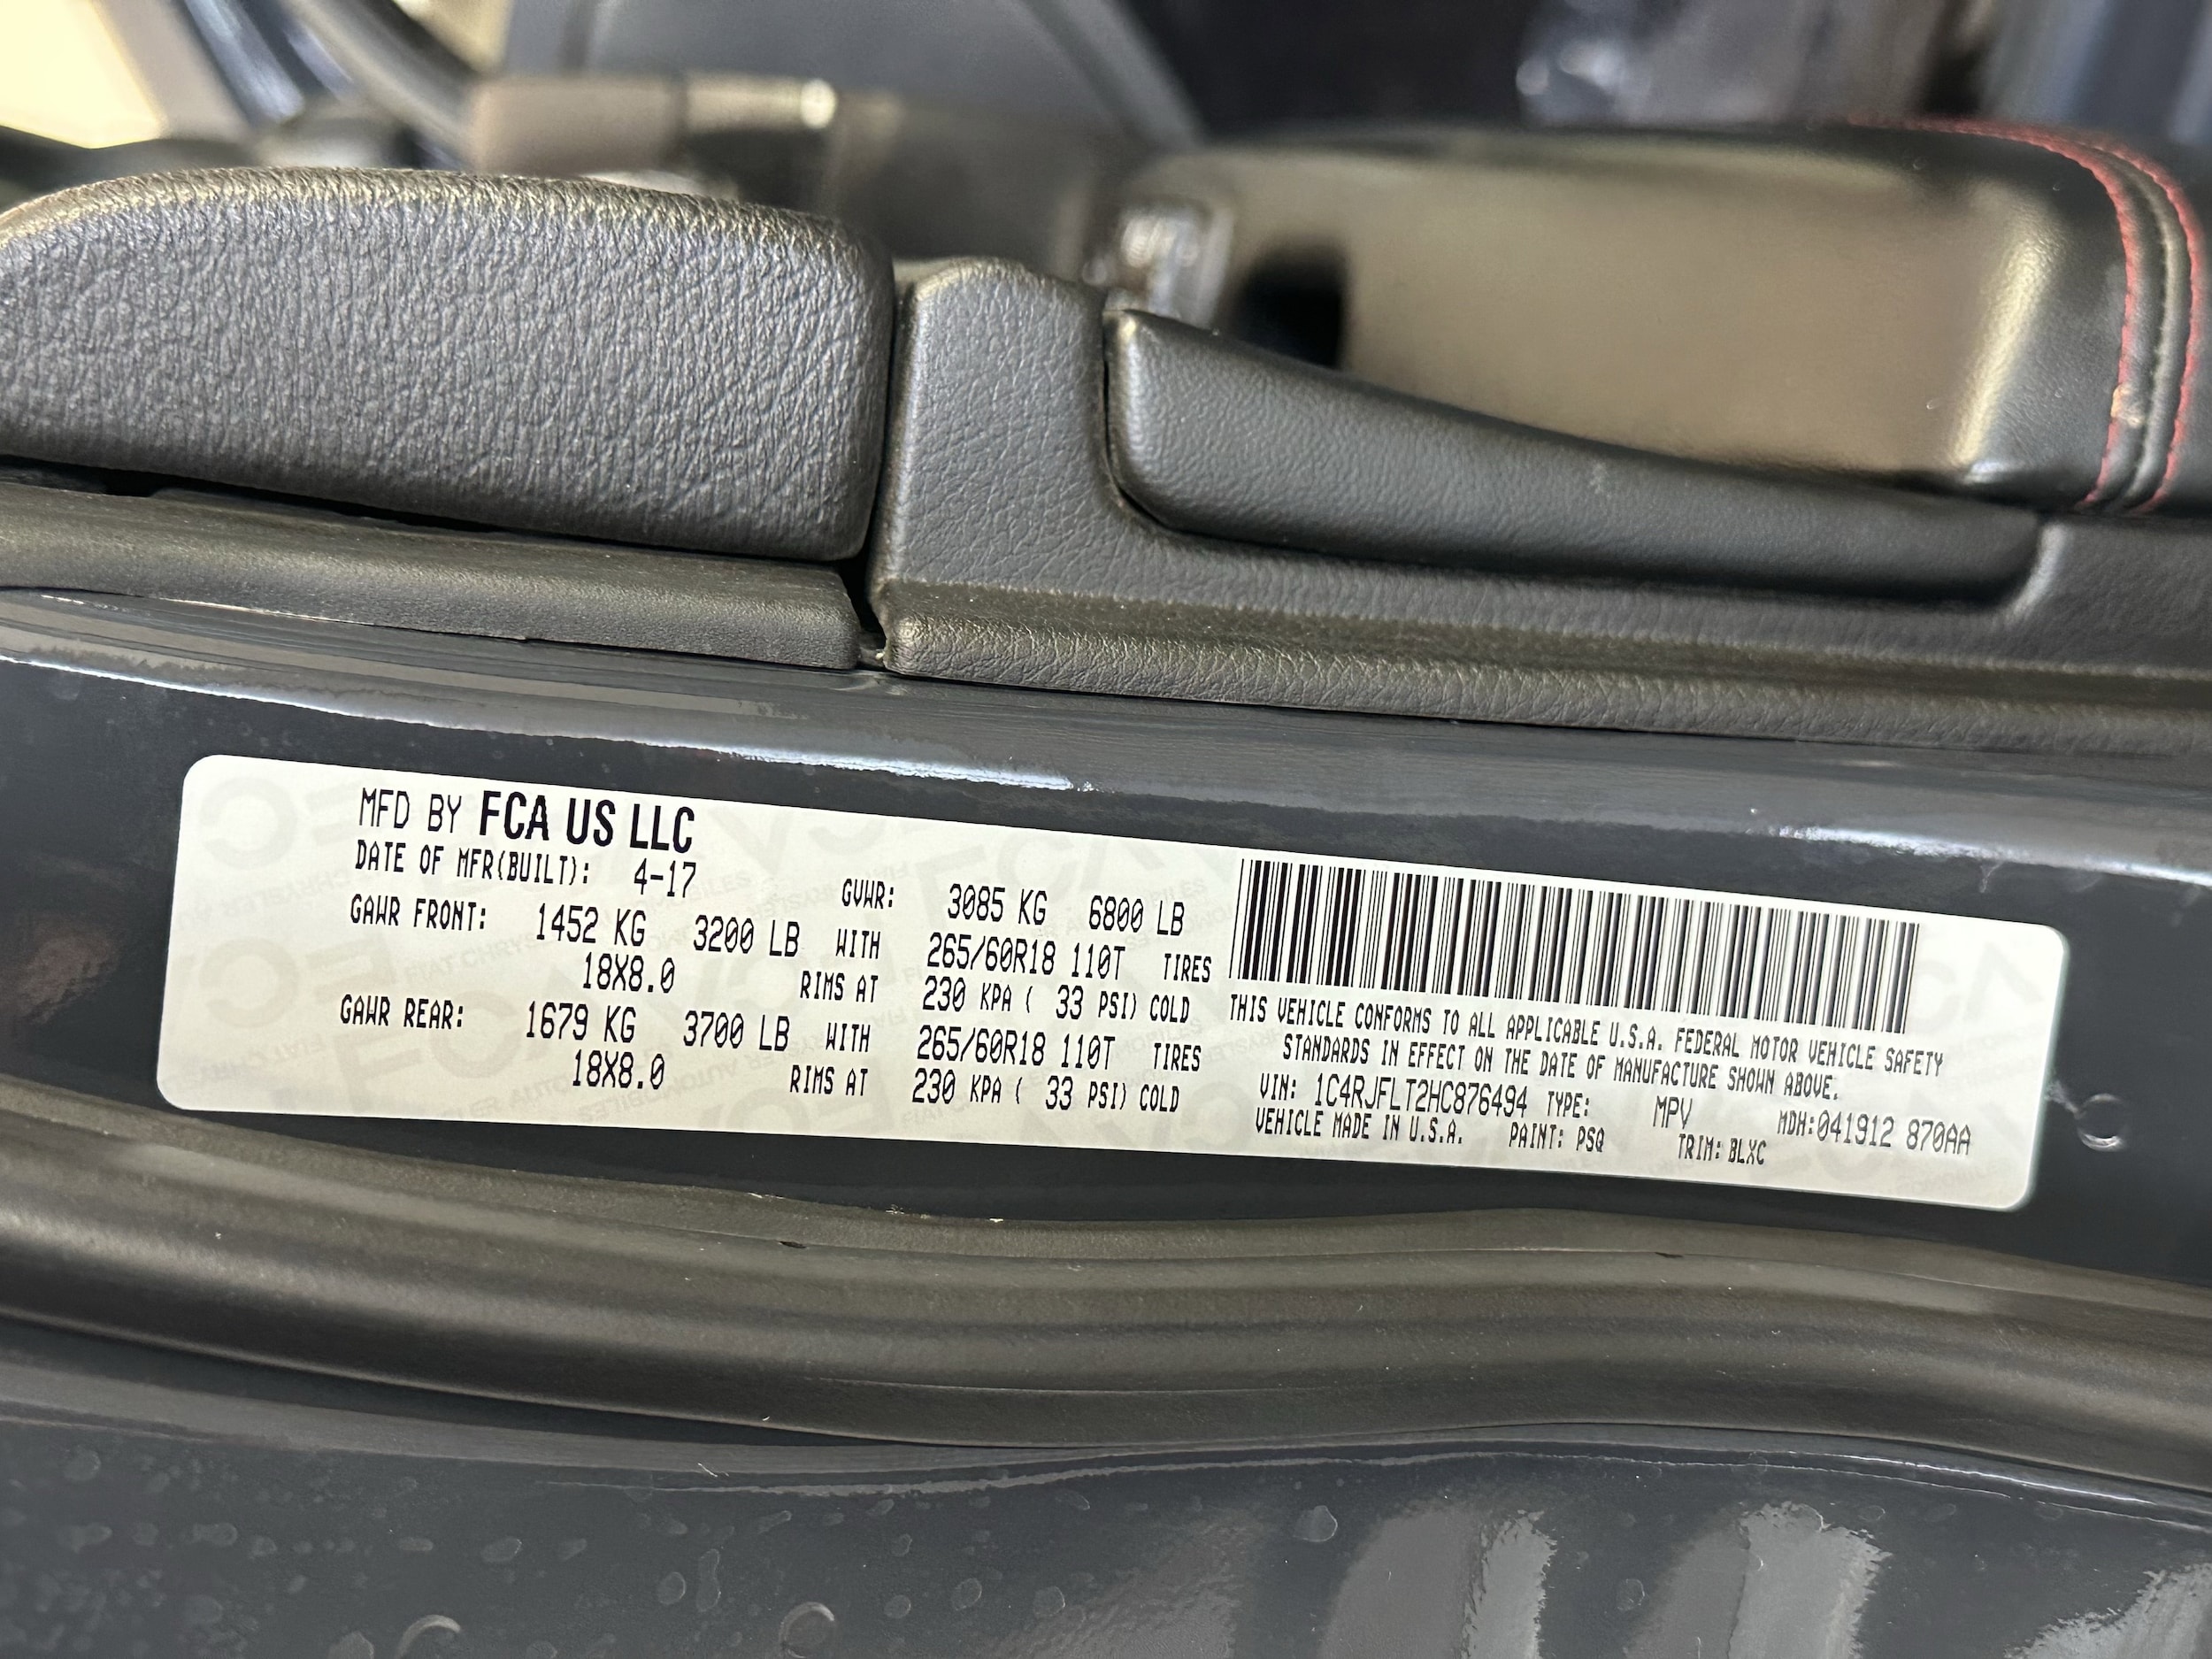 MFD BY FCA US LLC
DATE OF MFR(BUILT): 4-17 GVWR: 3085 KG 6800 LB
GAWR FRONT: 1452 KG 3200 LB WITH 265/60R18 110T TIRES
18X8.0 RIMS AT 230 KPA ( 33 PSI) COLD
GAWR REAR: 1679 KG 3700 LB WITH 265/60R18 110T TIRES
18X8.0 RIMS AT 230 KPA ( 33 PSI) COLD
THIS VEHICLE CONFORMS TO ALL APPLICABLE U.S.A. FEDERAL MOTOR VEHICLE SAFETY
STANDARDS IN EFFECT ON THE DATE OF MANUFACTURE SHOWN ABOVE.
VIN: 1C4RJFLT2HC876494 TYPE: MPV MDH:041912 870AA
VEHICLE MADE IN U.S.A. PAINT: PSQ TRIM: BLXC